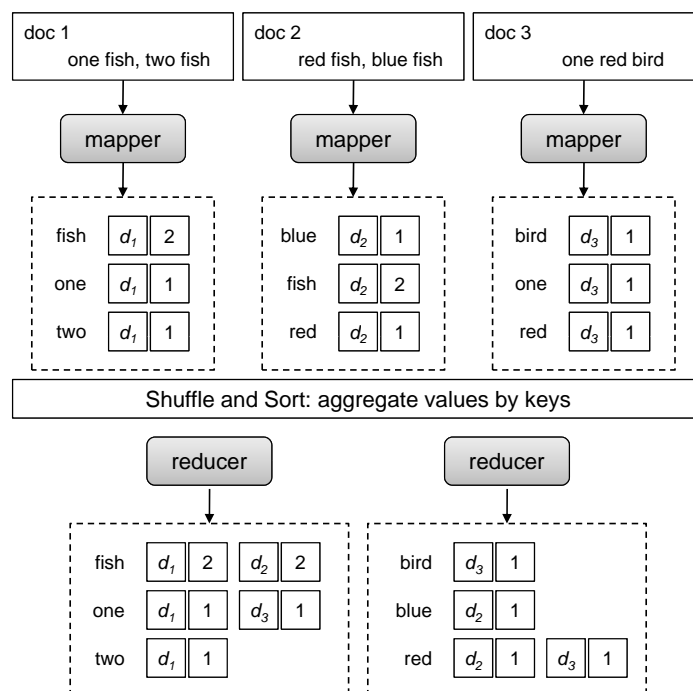 doc 1
one fish, two fish
doc 2
red fish, blue fish
doc 3
one red bird
mapper
mapper
mapper
fish d1 2
one d1 1
two d1 1
blue d2 1
fish d2 2
red d2 1
bird d3 1
one d3 1
red d3 1
Shuffle and Sort: aggregate values by keys
reducer
reducer
fish d1 2 d2 2
one d1 1 d3 1
two d1 1
bird d3 1
blue d2 1
red d2 1 d3 1